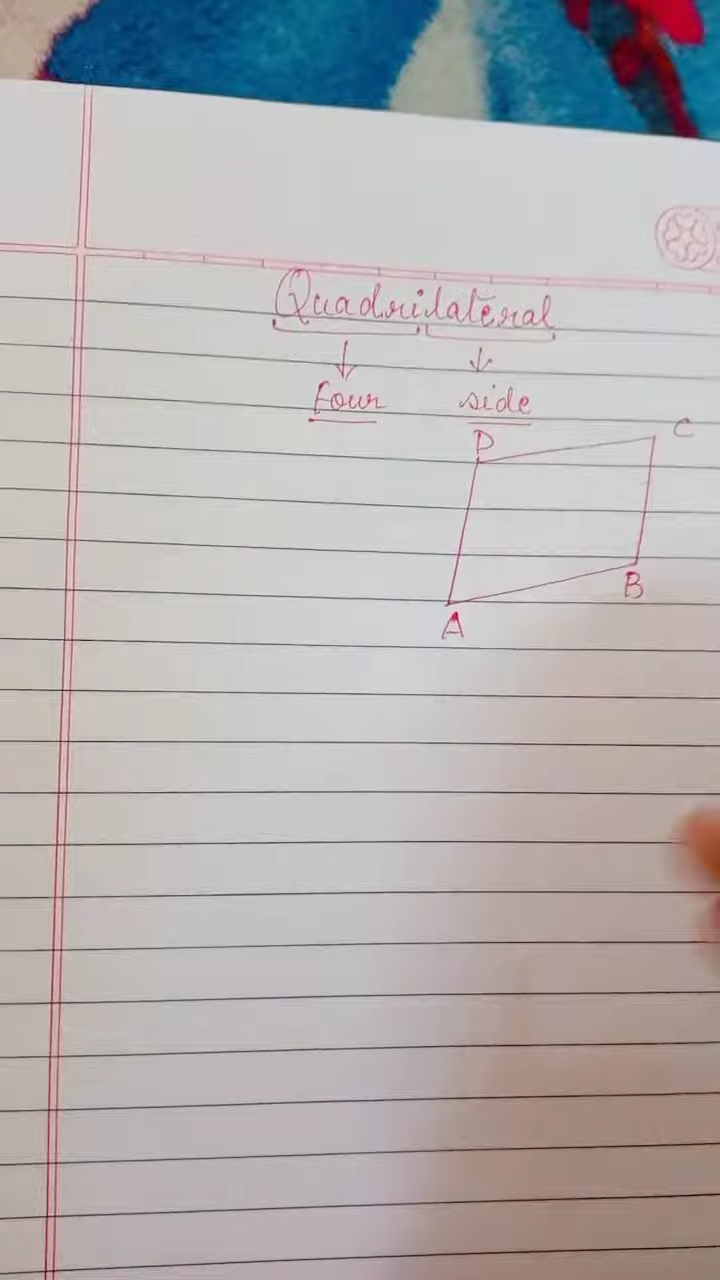 Quadrilateral
↓ ↓
Four side
D C
B
A